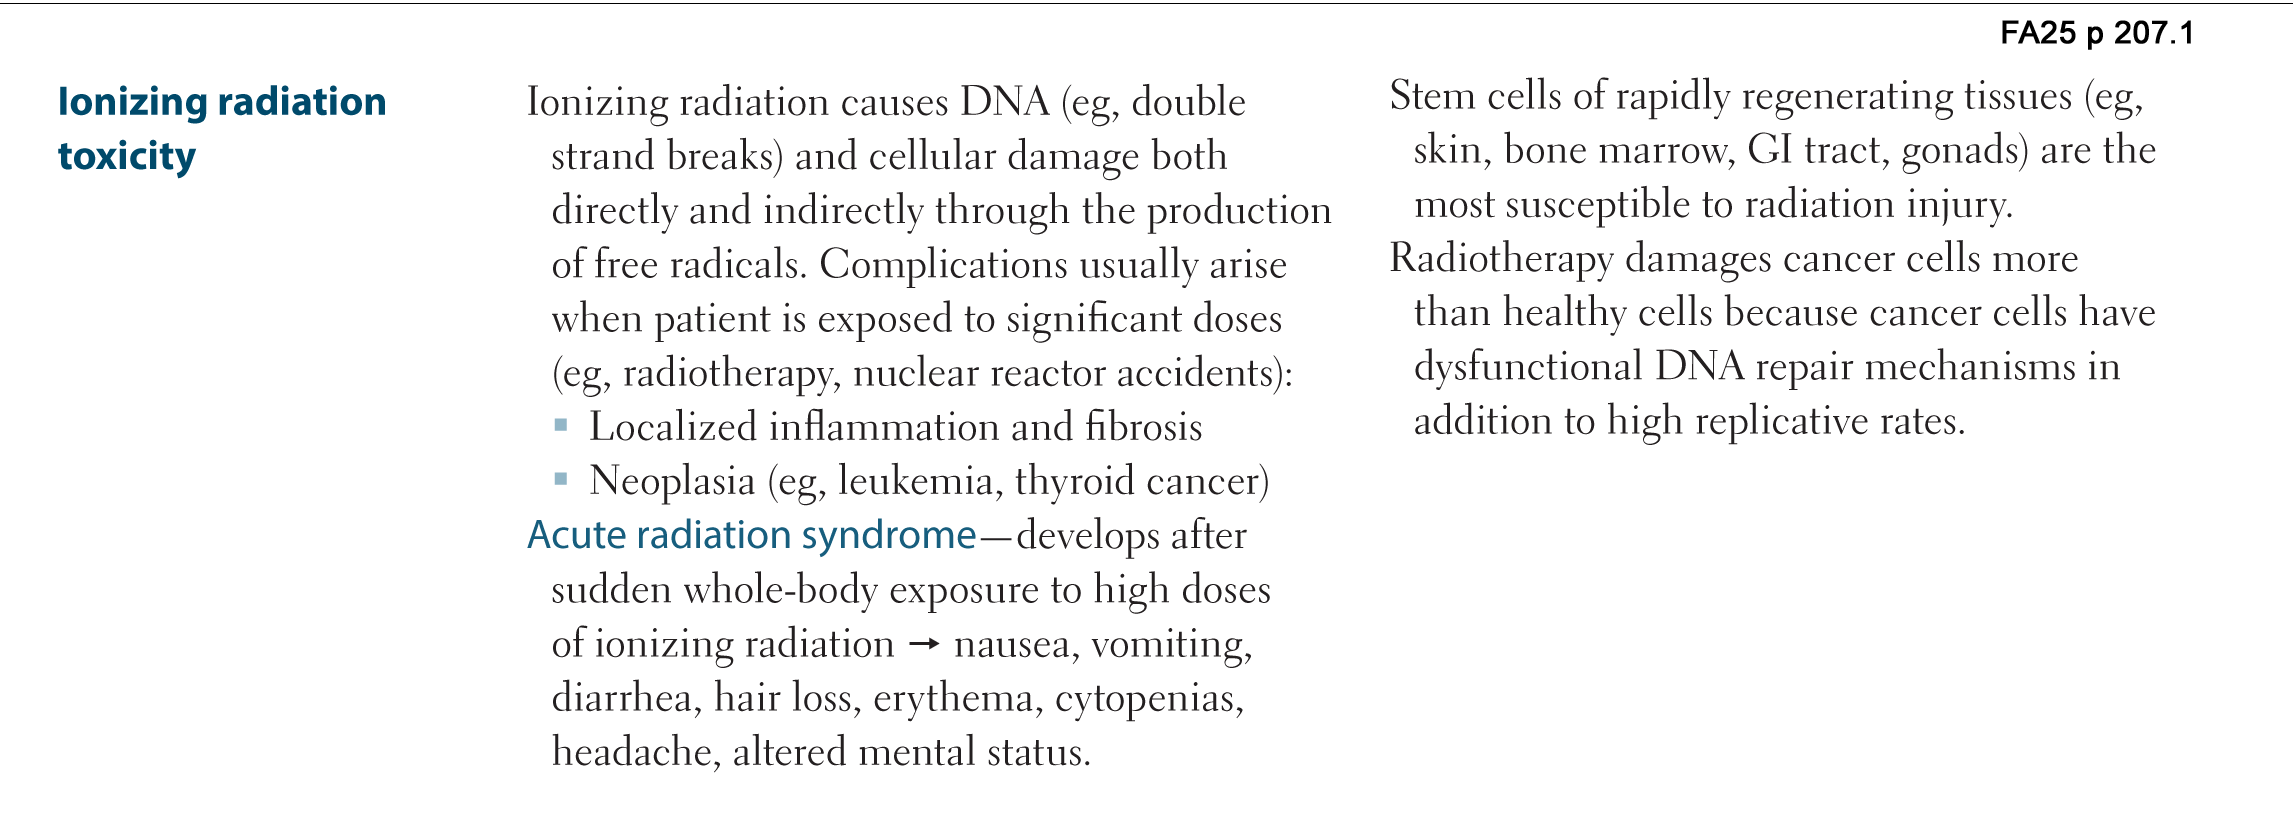 FA25 p 207.1
Ionizing radiation
toxicity
Ionizing radiation causes DNA (eg, double
strand breaks) and cellular damage both
directly and indirectly through the production
of free radicals. Complications usually arise
when patient is exposed to significant doses
(eg, radiotherapy, nuclear reactor accidents):
▪ Localized inflammation and fibrosis
▪ Neoplasia (eg, leukemia, thyroid cancer)
Acute radiation syndrome—develops after
sudden whole-body exposure to high doses
of ionizing radiation → nausea, vomiting,
diarrhea, hair loss, erythema, cytopenias,
headache, altered mental status.
Stem cells of rapidly regenerating tissues (eg,
skin, bone marrow, GI tract, gonads) are the
most susceptible to radiation injury.
Radiotherapy damages cancer cells more
than healthy cells because cancer cells have
dysfunctional DNA repair mechanisms in
addition to high replicative rates.